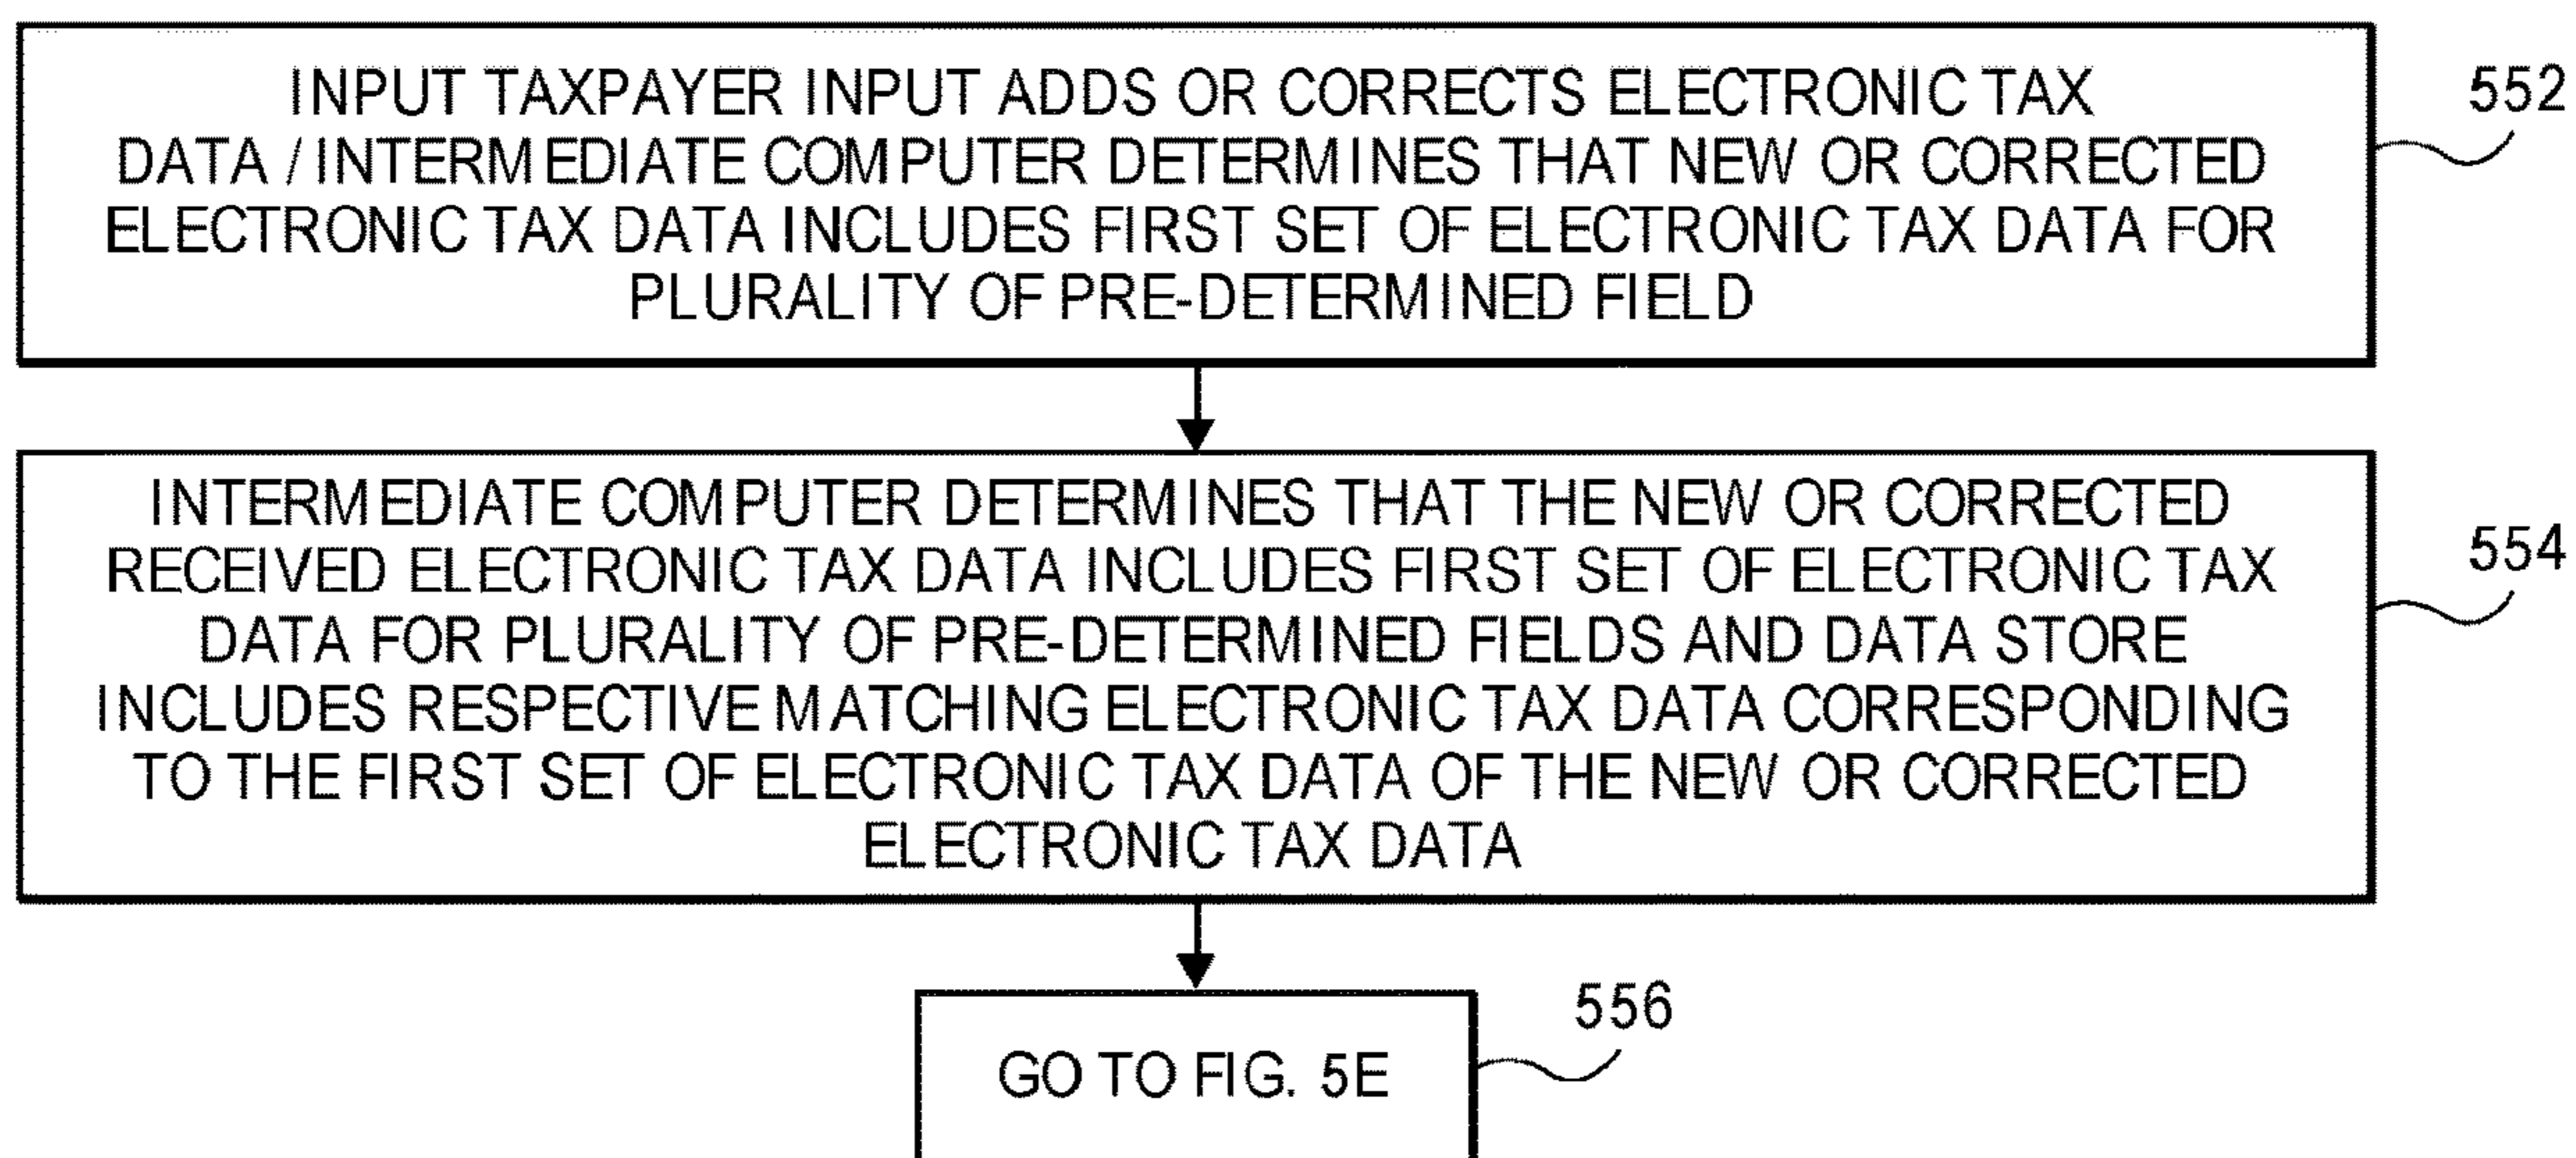 INPUT TAXPAYER INPUT ADDS OR CORRECTS ELECTRONIC TAX
DATA / INTERMEDIATE COMPUTER DETERMINES THAT NEW OR CORRECTED
ELECTRONIC TAX DATA INCLUDES FIRST SET OF ELECTRONIC TAX DATA FOR
PLURALITY OF PRE-DETERMINED FIELD
552
INTERMEDIATE COMPUTER DETERMINES THAT THE NEW OR CORRECTED
RECEIVED ELECTRONIC TAX DATA INCLUDES FIRST SET OF ELECTRONIC TAX
DATA FOR PLURALITY OF PRE-DETERMINED FIELDS AND DATA STORE
INCLUDES RESPECTIVE MATCHING ELECTRONIC TAX DATA CORRESPONDING
TO THE FIRST SET OF ELECTRONIC TAX DATA OF THE NEW OR CORRECTED
ELECTRONIC TAX DATA
554
GO TO FIG. 5E
556